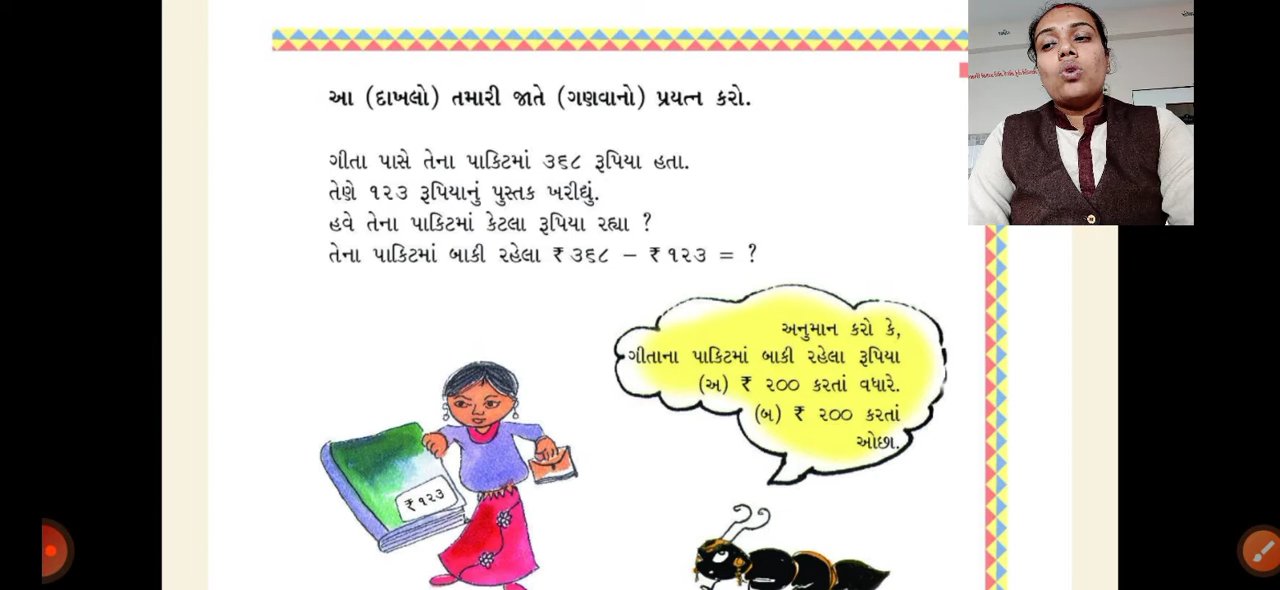 આ (દાખલો) તમારી જાતે (ગણવાનો) પ્રયત્ન કરો.
ગીતા પાસે તેના પાકિટમાં ૩૬૮ રૂપિયા હતા.
તેણે ૧૨૩ રૂપિયાનું પુસ્તક ખરીદ્યું.
હવે તેના પાકિટમાં કેટલા રૂપિયા રહ્યા ?
તેના પાકિટમાં બાકી રહેલા ₹ ૩૬૮ – ₹ ૧૨૩ = ?
અનુમાન કરો કે,
ગીતાના પાકિટમાં બાકી રહેલા રૂપિયા
(અ) ₹ ૨૦૦ કરતાં વધારે.
(બ) ₹ ૨૦૦ કરતાં
ઓછા.
₹ ૧૨૩